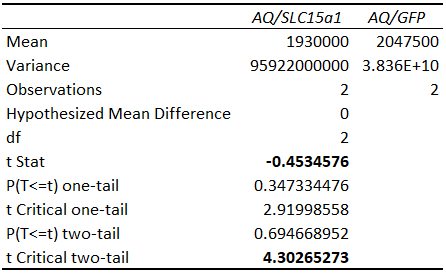 AQ/SLC15a1 AQ/GFP
Mean 1930000 2047500
Variance 95922000000 3.836E+10
Observations 2 2
Hypothesized Mean Difference 0
df 2
t Stat -0.4534576
P(T<=t) one-tail 0.347334476
t Critical one-tail 2.91998558
P(T<=t) two-tail 0.694668952
t Critical two-tail 4.30265273